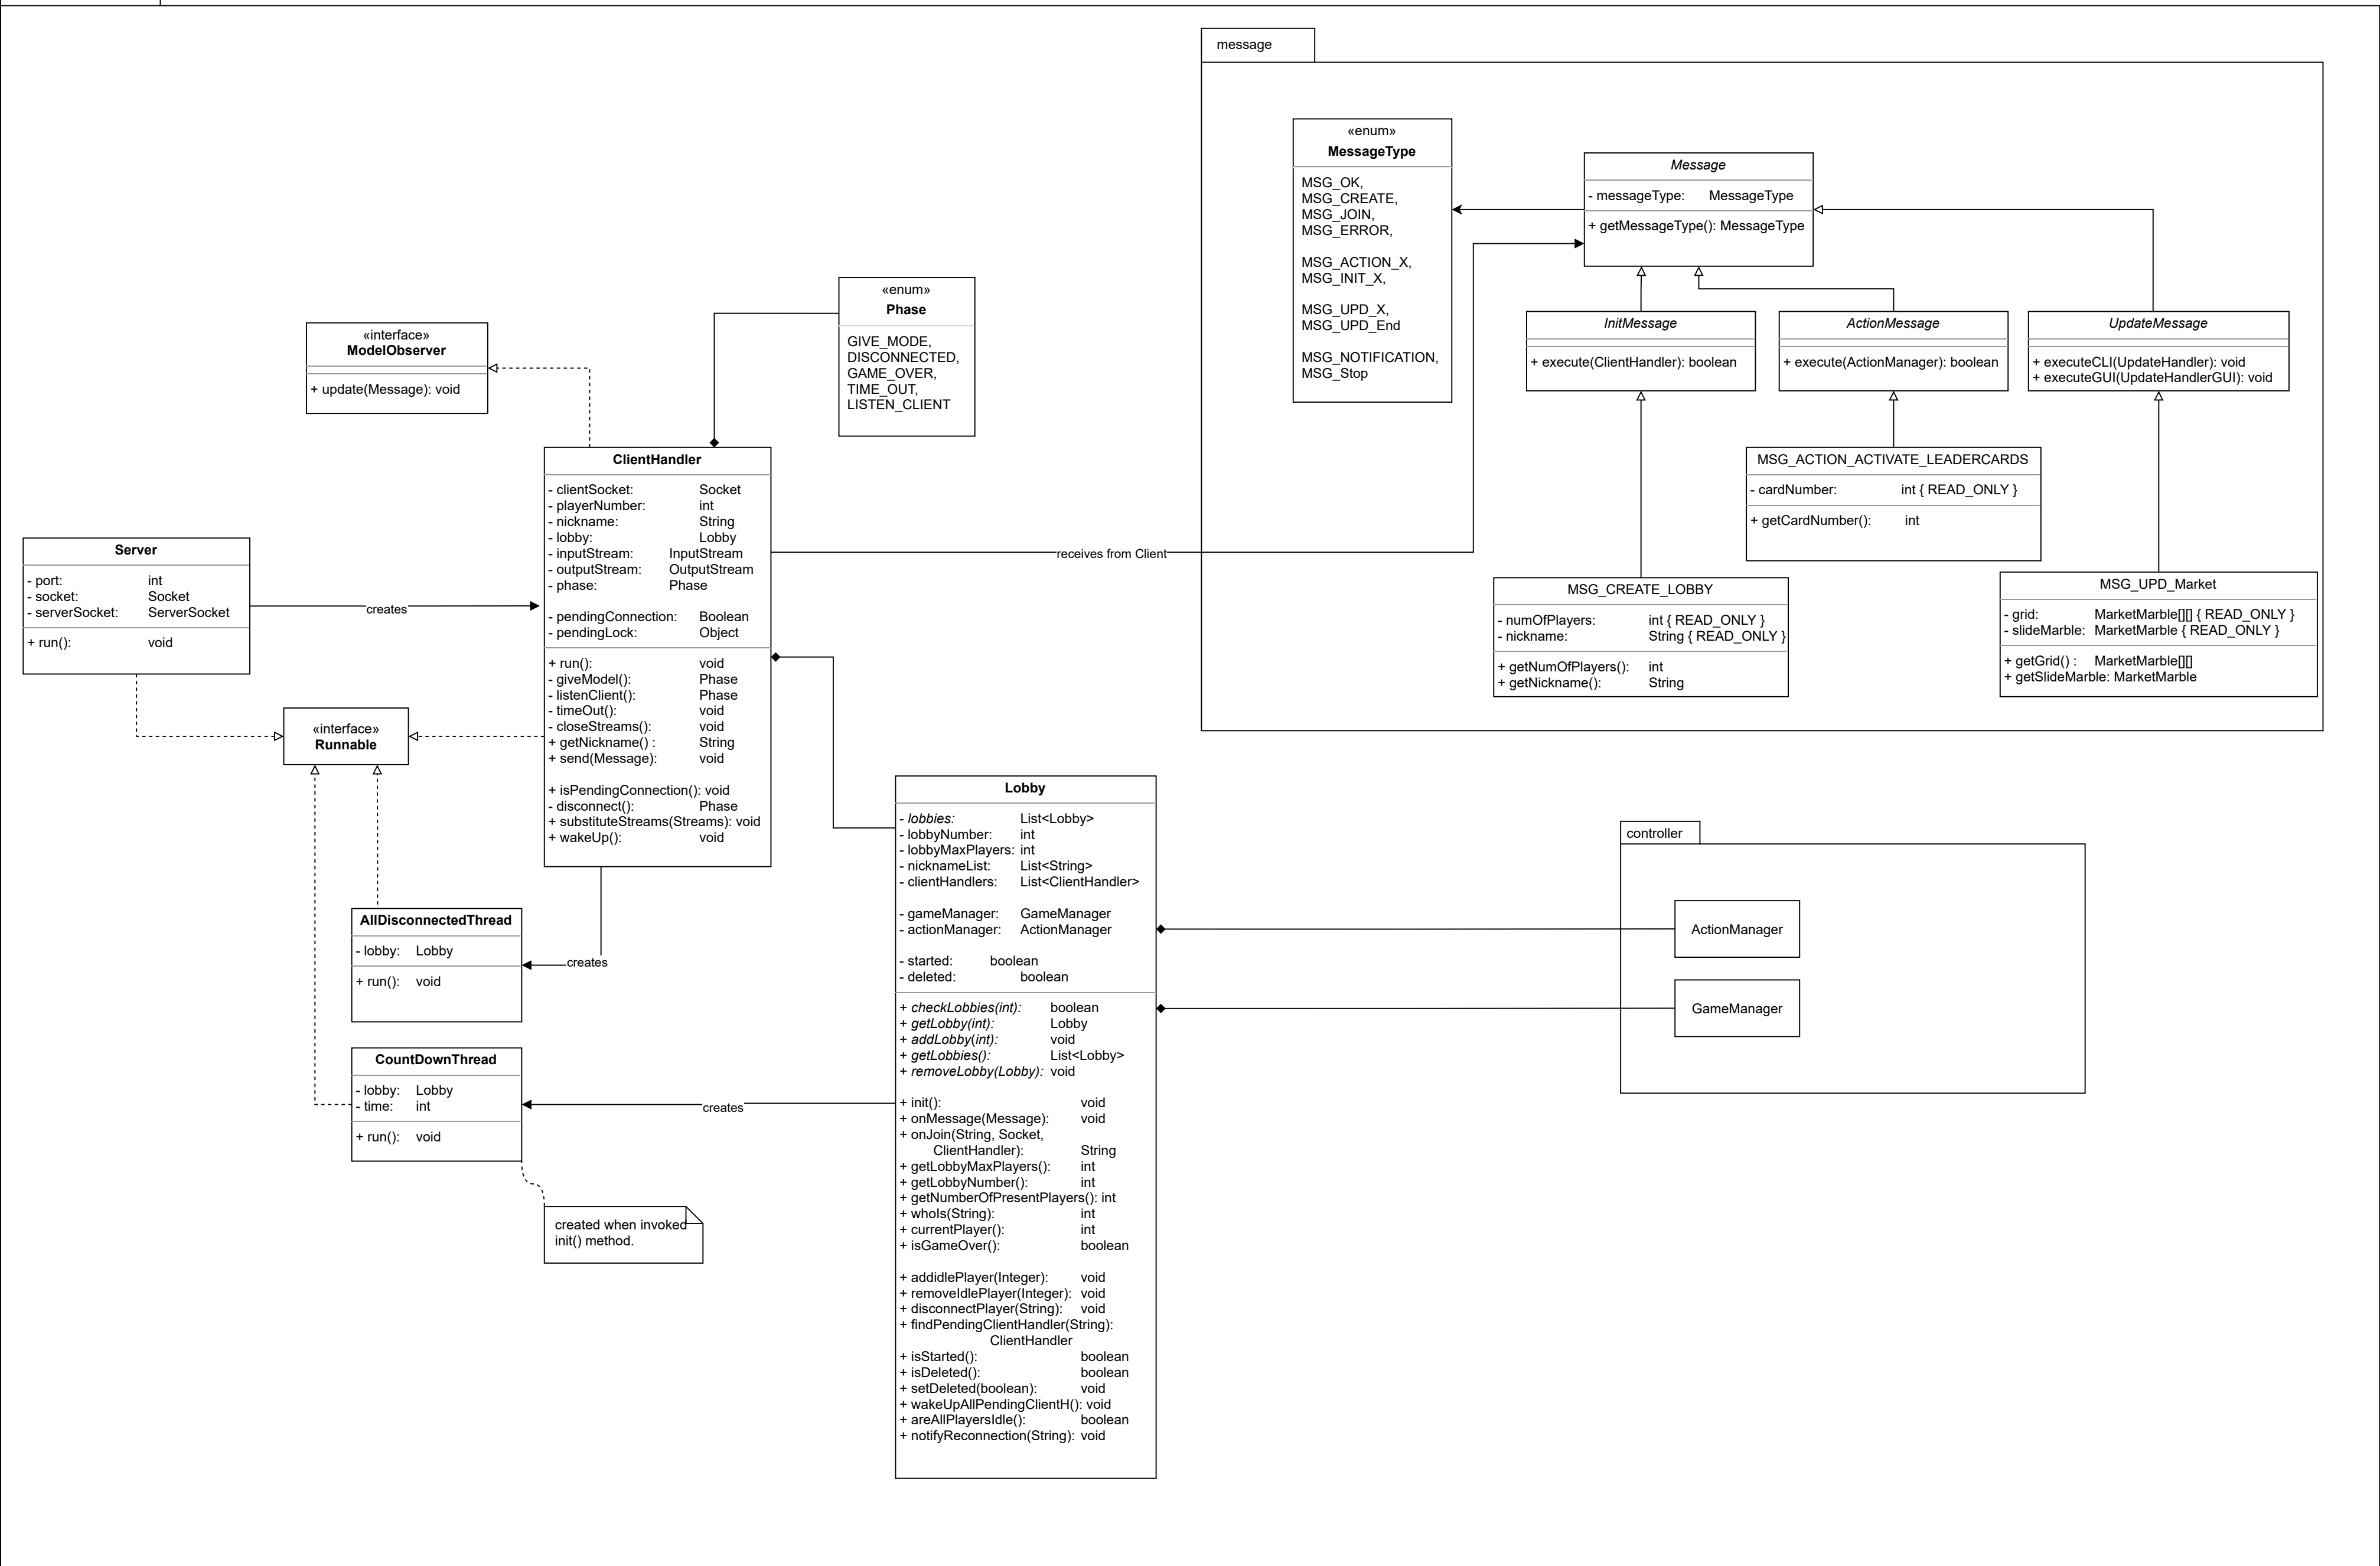 message
«enum»
MessageType
MSG_OK,
MSG_CREATE,
MSG_JOIN,
MSG_ERROR,
MSG_ACTION_X,
MSG_INIT_X,
MSG_UPD_X,
MSG_UPD_End
MSG_NOTIFICATION,
MSG_Stop
Message
- messageType: MessageType
+ getMessageType(): MessageType
InitMessage
+ execute(ClientHandler): boolean
ActionMessage
+ execute(ActionManager): boolean
UpdateMessage
+ executeCLI(UpdateHandler): void
+ executeGUI(UpdateHandlerGUI): void
MSG_ACTION_ACTIVATE_LEADERCARDS
- cardNumber: int { READ_ONLY }
+ getCardNumber(): int
MSG_CREATE_LOBBY
- numOfPlayers: int { READ_ONLY }
- nickname: String { READ_ONLY }
+ getNumOfPlayers(): int
+ getNickname(): String
MSG_UPD_Market
- grid: MarketMarble[][] { READ_ONLY }
- slideMarble: MarketMarble { READ_ONLY }
+ getGrid() : MarketMarble[][]
+ getSlideMarble: MarketMarble
«enum»
Phase
GIVE_MODE,
DISCONNECTED,
GAME_OVER,
TIME_OUT,
LISTEN_CLIENT
«interface»
ModelObserver
+ update(Message): void
ClientHandler
- clientSocket: Socket
- playerNumber: int
- nickname: String
- lobby: Lobby
- inputStream: InputStream
- outputStream: OutputStream
- phase: Phase
- pendingConnection: Boolean
- pendingLock: Object
+ run(): void
- giveModel(): Phase
- listenClient(): Phase
- timeOut(): void
- closeStreams(): void
+ getNickname() : String
+ send(Message): void
+ isPendingConnection(): void
- disconnect(): Phase
+ substituteStreams(Streams): void
+ wakeUp(): void
receives from Client
Server
- port: int
- socket: Socket
- serverSocket: ServerSocket
+ run(): void
creates
«interface»
Runnable
AllDisconnectedThread
- lobby: Lobby
+ run(): void
creates
CountDownThread
- lobby: Lobby
- time: int
+ run(): void
creates
created when invoked
init() method.
Lobby
- lobbies: List<Lobby>
- lobbyNumber: int
- lobbyMaxPlayers: int
- nicknameList: List<String>
- clientHandlers: List<ClientHandler>
- gameManager: GameManager
- actionManager: ActionManager
- started: boolean
- deleted: boolean
+ checkLobbies(int): boolean
+ getLobby(int): Lobby
+ addLobby(int): void
+ getLobbies(): List<Lobby>
+ removeLobby(Lobby): void
+ init(): void
+ onMessage(Message): void
+ onJoin(String, Socket,
ClientHandler): String
+ getLobbyMaxPlayers(): int
+ getLobbyNumber(): int
+ getNumberOfPresentPlayers(): int
+ whoIs(String): int
+ currentPlayer(): int
+ isGameOver(): boolean
+ addidlePlayer(Integer): void
+ removeIdlePlayer(Integer): void
+ disconnectPlayer(String): void
+ findPendingClientHandler(String):
ClientHandler
+ isStarted(): boolean
+ isDeleted(): boolean
+ setDeleted(boolean): void
+ wakeUpAllPendingClientH(): void
+ areAllPlayersIdle(): boolean
+ notifyReconnection(String): void
controller
ActionManager
GameManager